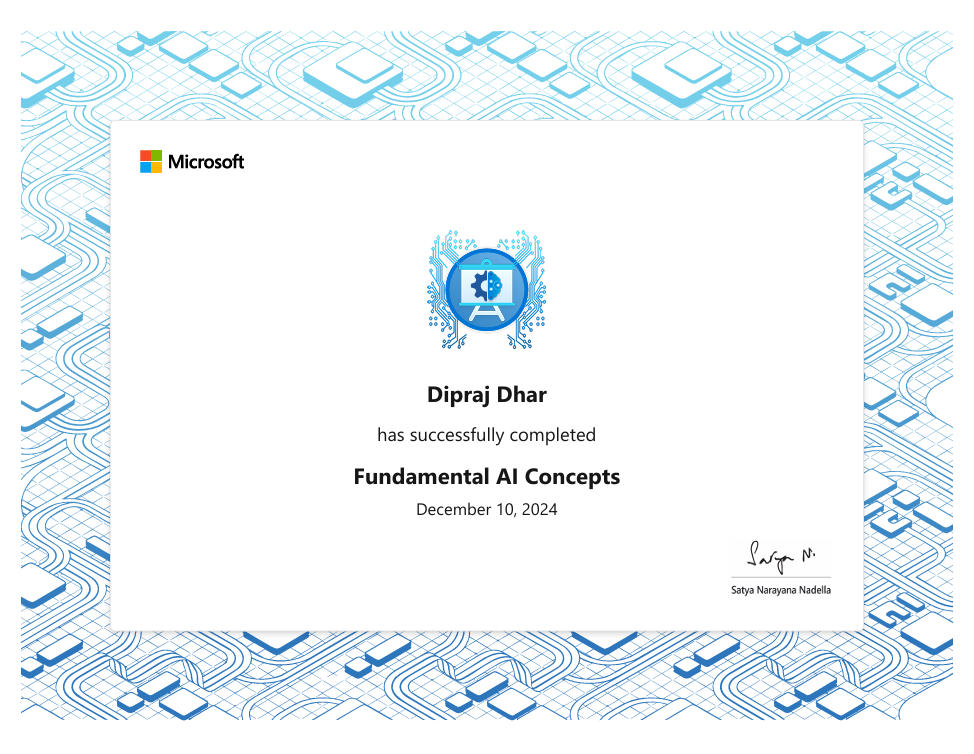 Microsoft
Dipraj Dhar
has successfully completed
Fundamental AI Concepts
December 10, 2024
Satya N.
Satya Narayana Nadella